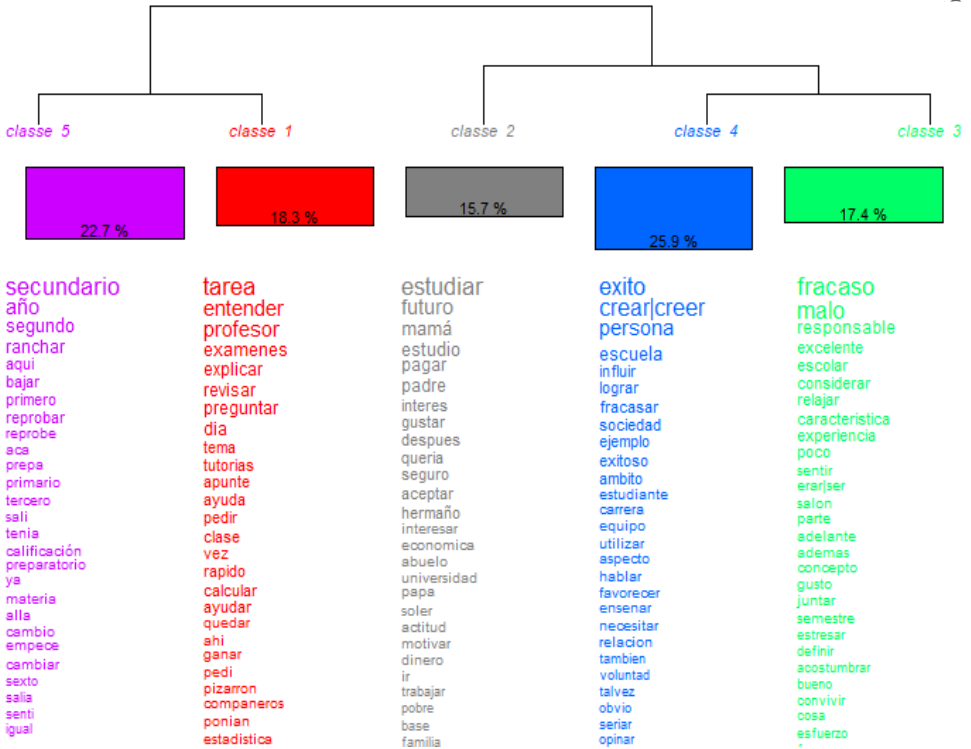 classe 5
classe 1
classe 2
classe 4
classe 3
22.7 %
18.3 %
15.7 %
25.9 %
17.4 %
secundario
año
segundo
ranchar
aqui
bajar
primero
reprobar
reprobe
aca
prepa
primario
tercero
sali
tenia
calificación
preparatorio
ya
materia
alla
cambio
empece
cambiar
sexto
salia
senti
igual
tarea
entender
profesor
examenes
explicar
revisar
preguntar
dia
tema
tutorias
apunte
ayuda
pedir
clase
vez
rapido
calcular
ayudar
quedar
ahi
ganar
pedi
pizarron
companeros
ponian
estadistica
estudiar
futuro
mamá
estudio
pagar
padre
interes
gustar
despues
queria
seguro
aceptar
hermaño
interesar
economica
abuelo
universidad
papa
soler
actitud
motivar
dinero
ir
trabajar
pobre
base
familia
exito
crear|creer
persona
escuela
influir
lograr
fracasar
sociedad
ejemplo
exitoso
ambito
estudiante
carrera
equipo
utilizar
aspecto
hablar
favorecer
ensenar
necesitar
relacion
tambien
voluntad
talvez
obvio
seriar
opinar
fracaso
malo
responsable
excelente
escolar
considerar
relajar
caracteristica
experiencia
poco
sentir
erar|ser
salon
parte
adelante
ademas
concepto
gusto
juntar
semestre
estresar
definir
acostumbrar
bueno
convivir
cosa
esfuerzo